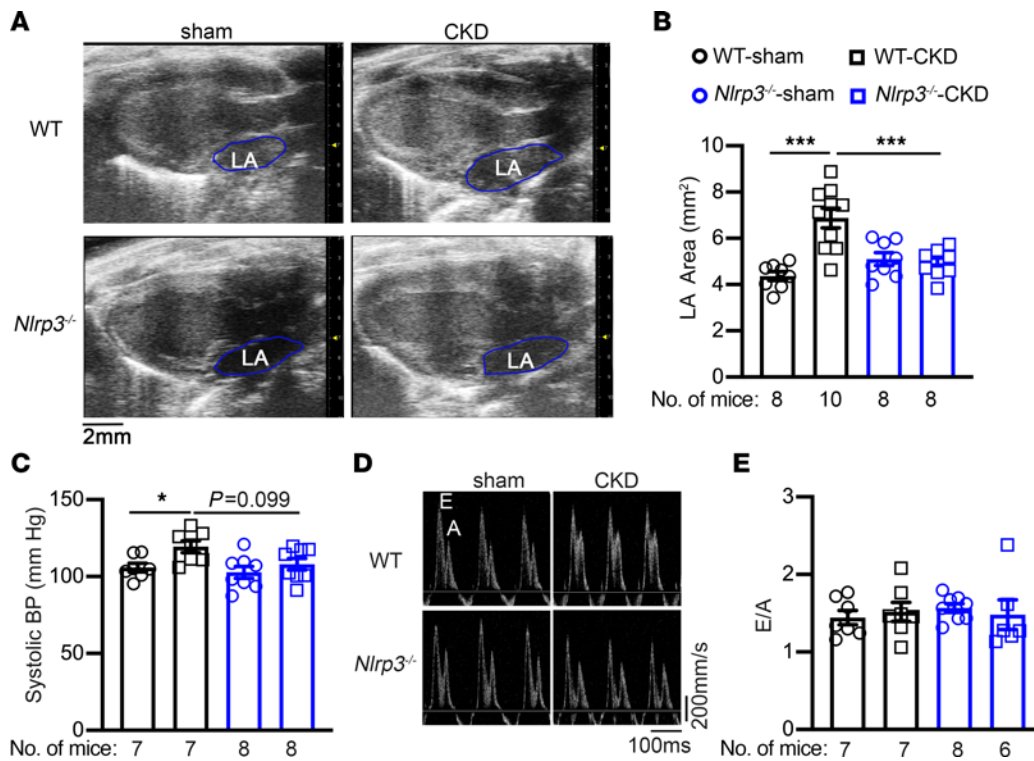 A
sham
CKD
WT
LA
LA
Nlrp3-/-
LA
LA
2mm
B
WT-sham
WT-CKD
Nlrp3-/--sham
Nlrp3-/--CKD
LA Area (mm²)
10
8
6
4
2
0
***
***
No. of mice: 8 10 8 8
C
Systolic BP (mm Hg)
150
100
50
0
*
P=0.099
No. of mice: 7 7 8 8
D
sham
CKD
WT
E
A
Nlrp3-/-
200mm/s
100ms
E
E/A
3
2
1
0
No. of mice: 7 7 8 6